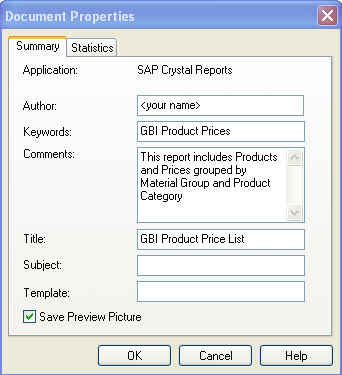 Document Properties
Summary Statistics
Application: SAP Crystal Reports
Author: <your name>
Keywords: GBI Product Prices
Comments: This report includes Products
and Prices grouped by
Material Group and Product
Category
Title: GBI Product Price List
Subject:
Template:
Save Preview Picture
OK Cancel Help